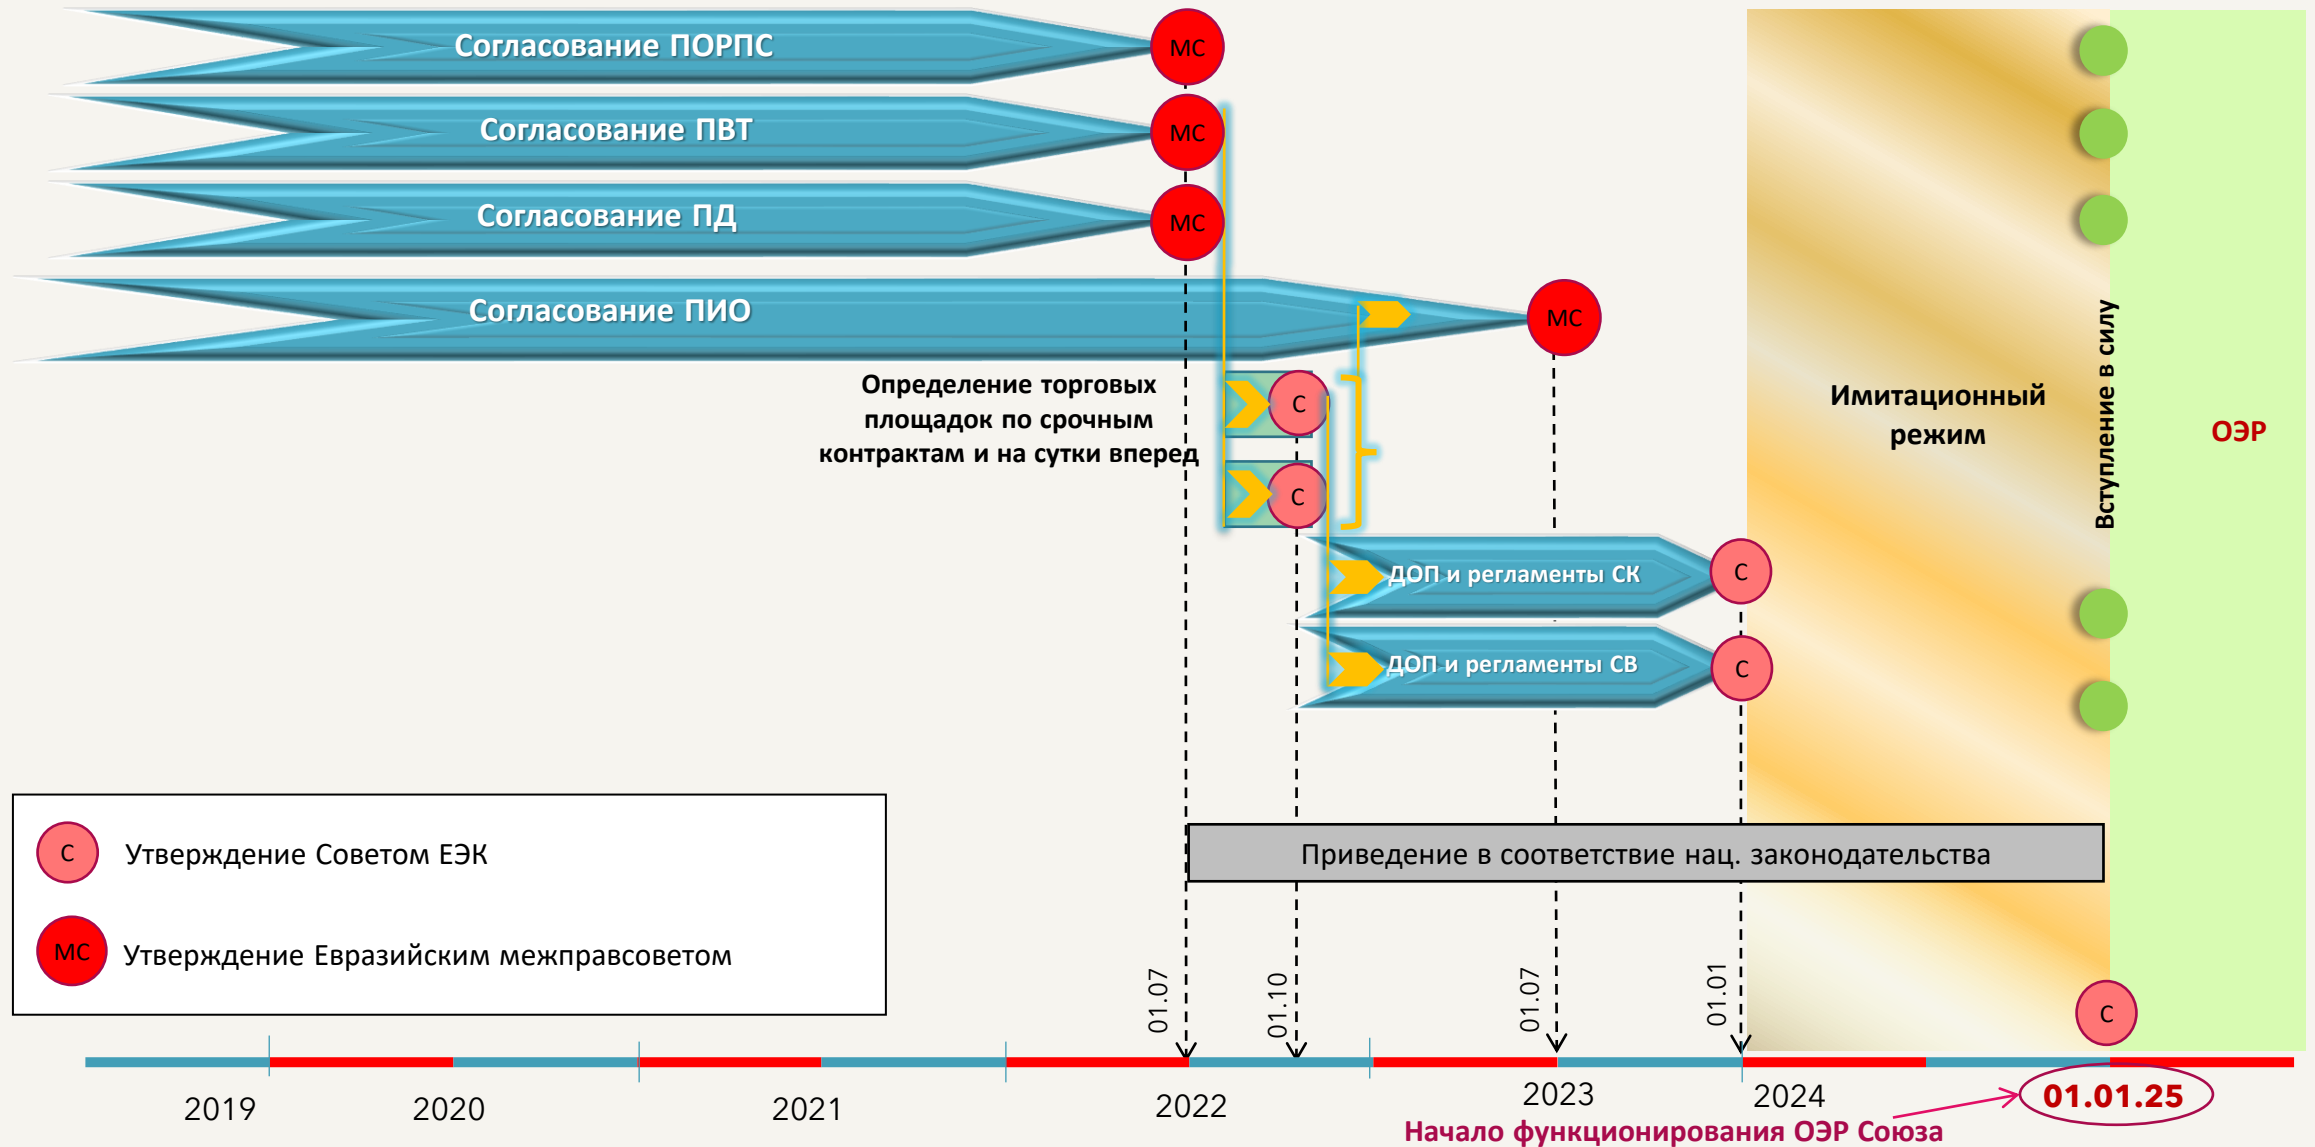 Согласование ПОРПС
МС
Согласование ПВТ
МС
Согласование ПД
МС
Согласование ПИО
МС
Определение торговых
площадок по срочным
контрактам и на сутки вперед
С
С
ДОП и регламенты СК
С
ДОП и регламенты СВ
С
Имитационный
режим
Вступление в силу
ОЭР
С
Утверждение Советом ЕЭК
МС
Утверждение Евразийским межправсоветом
Приведение в соответствие нац. законодательства
01.07
01.10
01.07
01.01
С
2019
2020
2021
2022
2023
2024
01.01.25
Начало функционирования ОЭР Союза